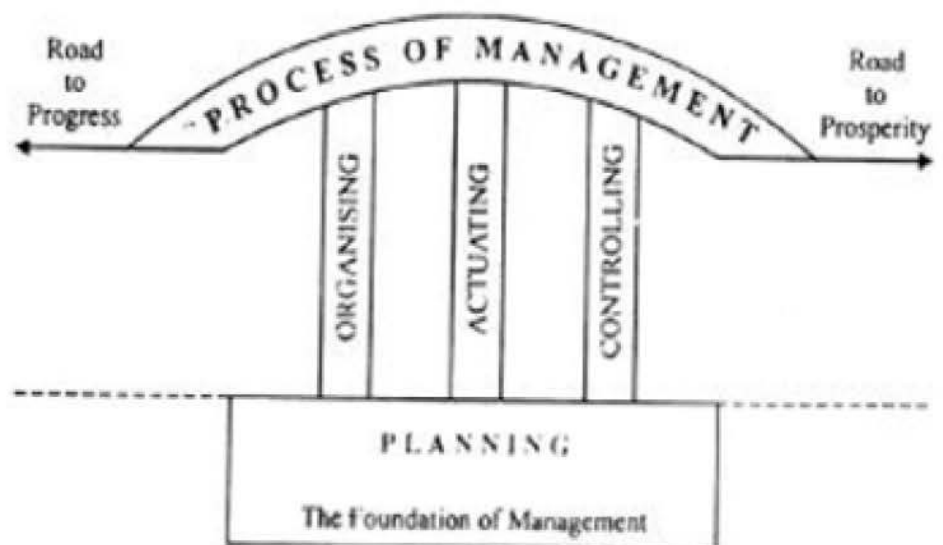 Road
to
Progress
PROCESS OF MANAGEMENT
Road
to
Prosperity
ORGANISING
ACTUATING
CONTROLLING
PLANNING
The Foundation of Management